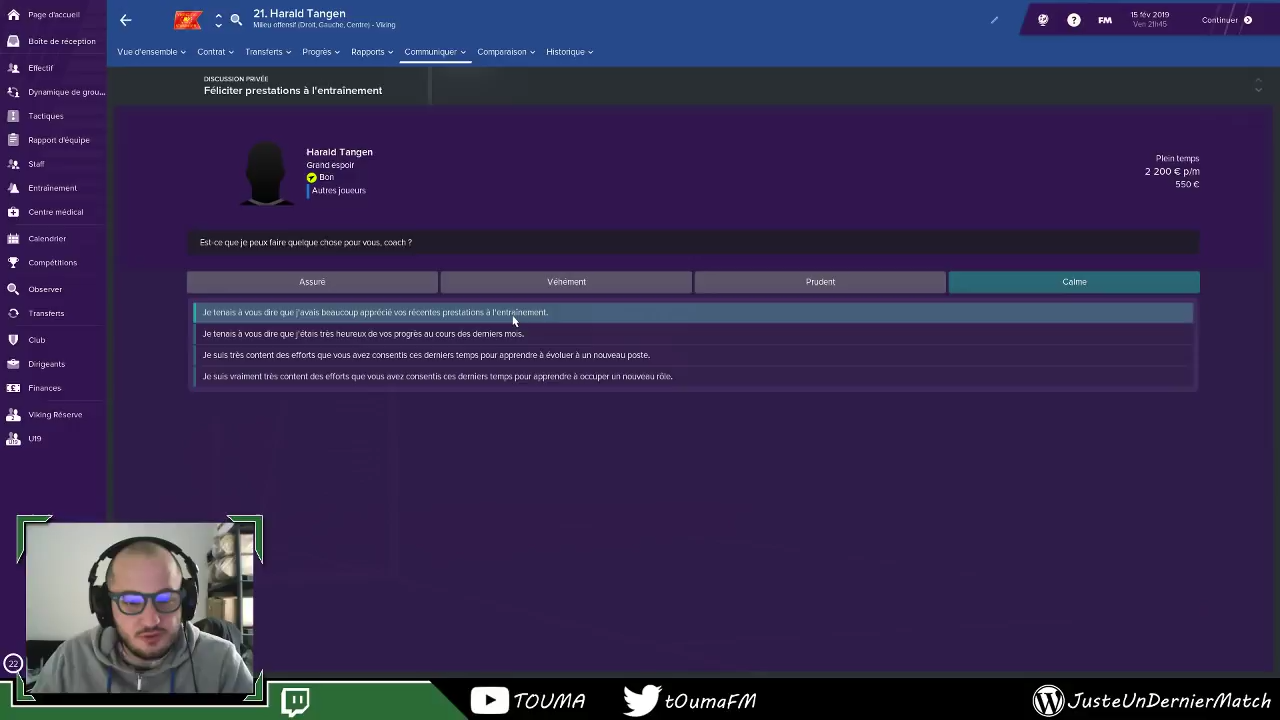 21. Harald Tangen
Milieu offensif (Droit, Gauche, Centre) - Viking
FM
15 fév 2019
Ven 21h45
Continuer
Vue d'ensemble
Contrat
Transferts
Progrès
Rapports
Communiquer
Comparaison
Historique
Page d'accueil
Boîte de réception
Effectif
Dynamique de grou...
Tactiques
Rapport d'équipe
Staff
Entraînement
Centre médical
Calendrier
Compétitions
Observer
Transferts
Club
Dirigeants
Finances
Viking Réserve
U19
DISCUSSION PRIVÉE
Féliciter prestations à l'entraînement
Harald Tangen
Grand espoir
Bon
Autres joueurs
Plein temps
2 200 € p/m
550 €
Est-ce que je peux faire quelque chose pour vous, coach ?
Assuré
Véhément
Prudent
Calme
Je tenais à vous dire que j'avais beaucoup apprécié vos récentes prestations à l'entraînement.
Je tenais à vous dire que j'étais très heureux de vos progrès au cours des derniers mois.
Je suis très content des efforts que vous avez consentis ces derniers temps pour apprendre à évoluer à un nouveau poste.
Je suis vraiment très content des efforts que vous avez consentis ces derniers temps pour apprendre à occuper un nouveau rôle.
22
TOUMA
tOumaFM
JusteUnDernierMatch